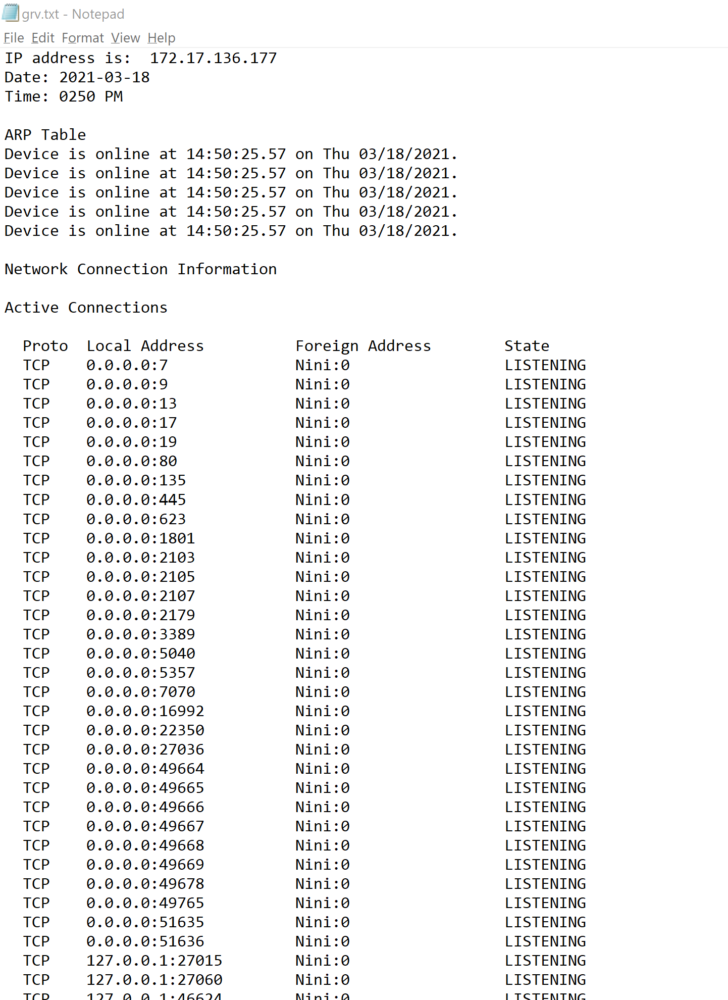 grv.txt - Notepad
File Edit Format View Help
IP address is:  172.17.136.177
Date: 2021-03-18
Time: 0250 PM
ARP Table
Device is online at 14:50:25.57 on Thu 03/18/2021.
Device is online at 14:50:25.57 on Thu 03/18/2021.
Device is online at 14:50:25.57 on Thu 03/18/2021.
Device is online at 14:50:25.57 on Thu 03/18/2021.
Device is online at 14:50:25.57 on Thu 03/18/2021.
Network Connection Information
Active Connections
Proto  Local Address          Foreign Address        State
TCP    0.0.0.0:7              Nini:0                 LISTENING
TCP    0.0.0.0:9              Nini:0                 LISTENING
TCP    0.0.0.0:13             Nini:0                 LISTENING
TCP    0.0.0.0:17             Nini:0                 LISTENING
TCP    0.0.0.0:19             Nini:0                 LISTENING
TCP    0.0.0.0:80             Nini:0                 LISTENING
TCP    0.0.0.0:135            Nini:0                 LISTENING
TCP    0.0.0.0:445            Nini:0                 LISTENING
TCP    0.0.0.0:623            Nini:0                 LISTENING
TCP    0.0.0.0:1801           Nini:0                 LISTENING
TCP    0.0.0.0:2103           Nini:0                 LISTENING
TCP    0.0.0.0:2105           Nini:0                 LISTENING
TCP    0.0.0.0:2107           Nini:0                 LISTENING
TCP    0.0.0.0:2179           Nini:0                 LISTENING
TCP    0.0.0.0:3389           Nini:0                 LISTENING
TCP    0.0.0.0:5040           Nini:0                 LISTENING
TCP    0.0.0.0:5357           Nini:0                 LISTENING
TCP    0.0.0.0:7070           Nini:0                 LISTENING
TCP    0.0.0.0:16992          Nini:0                 LISTENING
TCP    0.0.0.0:22350          Nini:0                 LISTENING
TCP    0.0.0.0:27036          Nini:0                 LISTENING
TCP    0.0.0.0:49664          Nini:0                 LISTENING
TCP    0.0.0.0:49665          Nini:0                 LISTENING
TCP    0.0.0.0:49666          Nini:0                 LISTENING
TCP    0.0.0.0:49667          Nini:0                 LISTENING
TCP    0.0.0.0:49668          Nini:0                 LISTENING
TCP    0.0.0.0:49669          Nini:0                 LISTENING
TCP    0.0.0.0:49678          Nini:0                 LISTENING
TCP    0.0.0.0:49765          Nini:0                 LISTENING
TCP    0.0.0.0:51635          Nini:0                 LISTENING
TCP    0.0.0.0:51636          Nini:0                 LISTENING
TCP    127.0.0.1:27015        Nini:0                 LISTENING
TCP    127.0.0.1:27060        Nini:0                 LISTENING
TCP    127.0.0.1:46624        Nini:0                 LISTENING